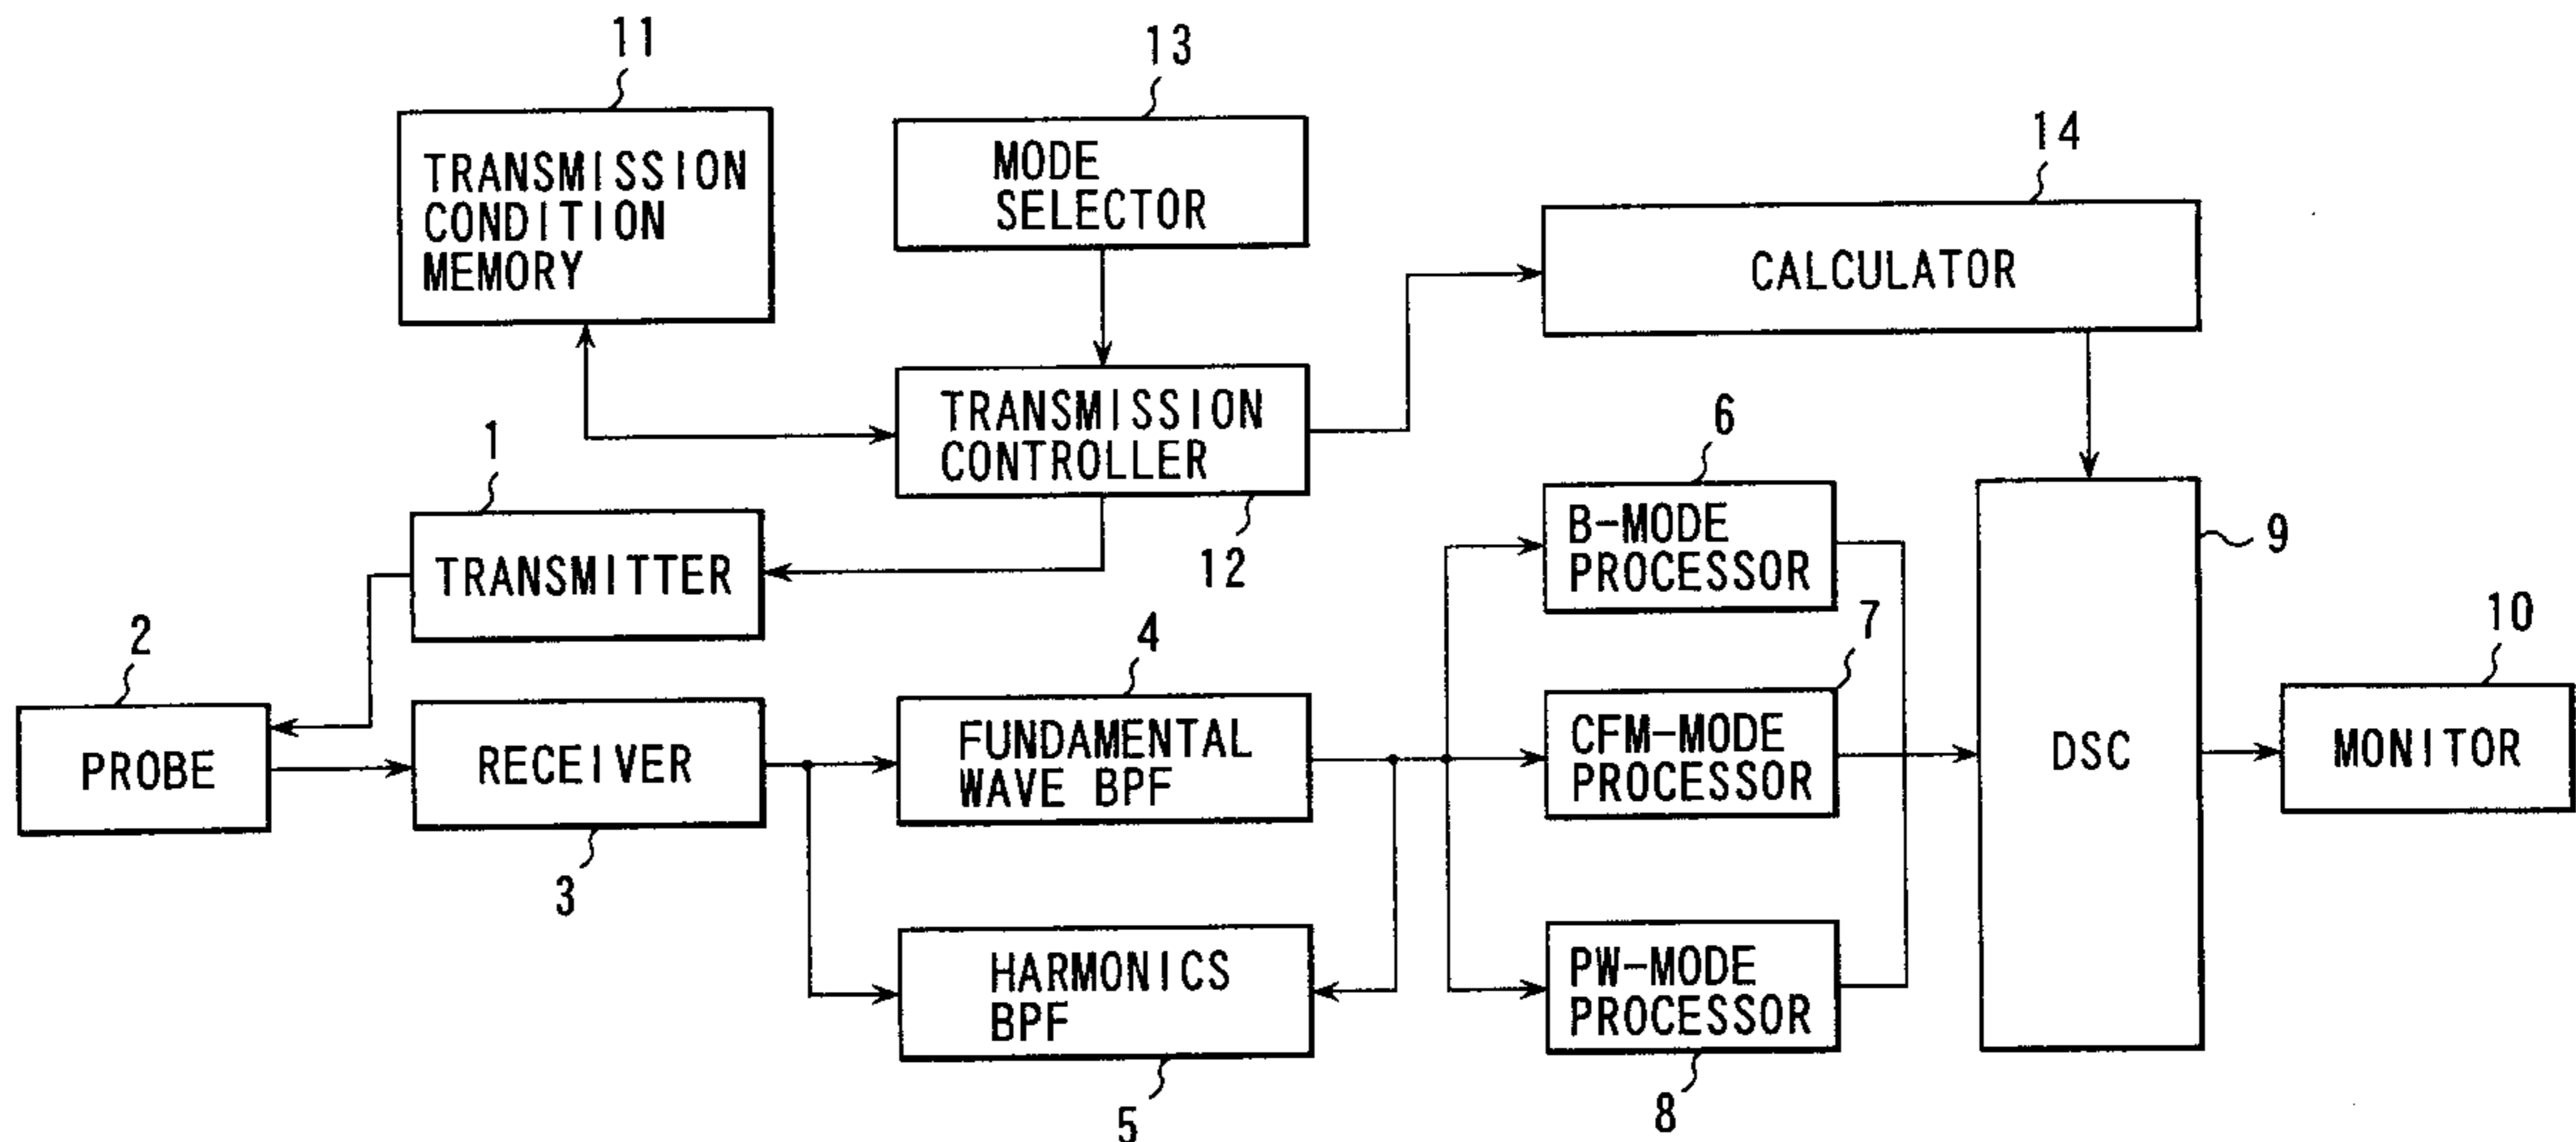 11
13
14
TRANSMISSION
CONDITION
MEMORY
MODE
SELECTOR
CALCULATOR
1
TRANSMISSION
CONTROLLER
12
6
B-MODE
PROCESSOR
9
TRANSMITTER
2
PROBE
RECEIVER
3
4
FUNDAMENTAL
WAVE BPF
7
CFM-MODE
PROCESSOR
DSC
10
MONITOR
HARMONICS
BPF
5
PW-MODE
PROCESSOR
8